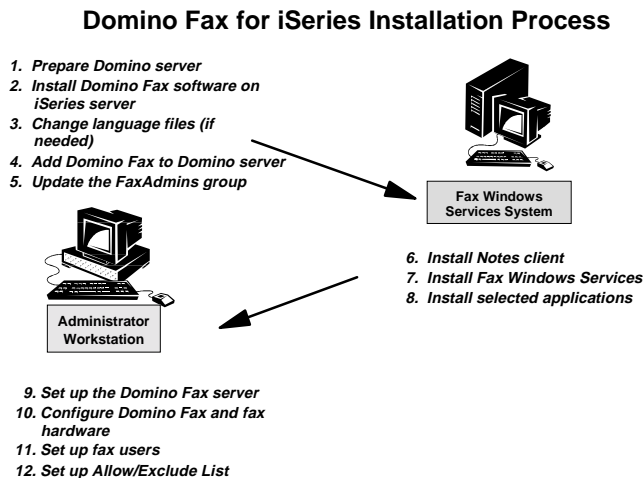 Domino Fax for iSeries Installation Process
1. Prepare Domino server
2. Install Domino Fax software on
iSeries server
3. Change language files (if
needed)
4. Add Domino Fax to Domino server
5. Update the FaxAdmins group
Fax Windows
Services System
6. Install Notes client
7. Install Fax Windows Services
8. Install selected applications
Administrator
Workstation
9. Set up the Domino Fax server
10. Configure Domino Fax and fax
hardware
11. Set up fax users
12. Set up Allow/Exclude List